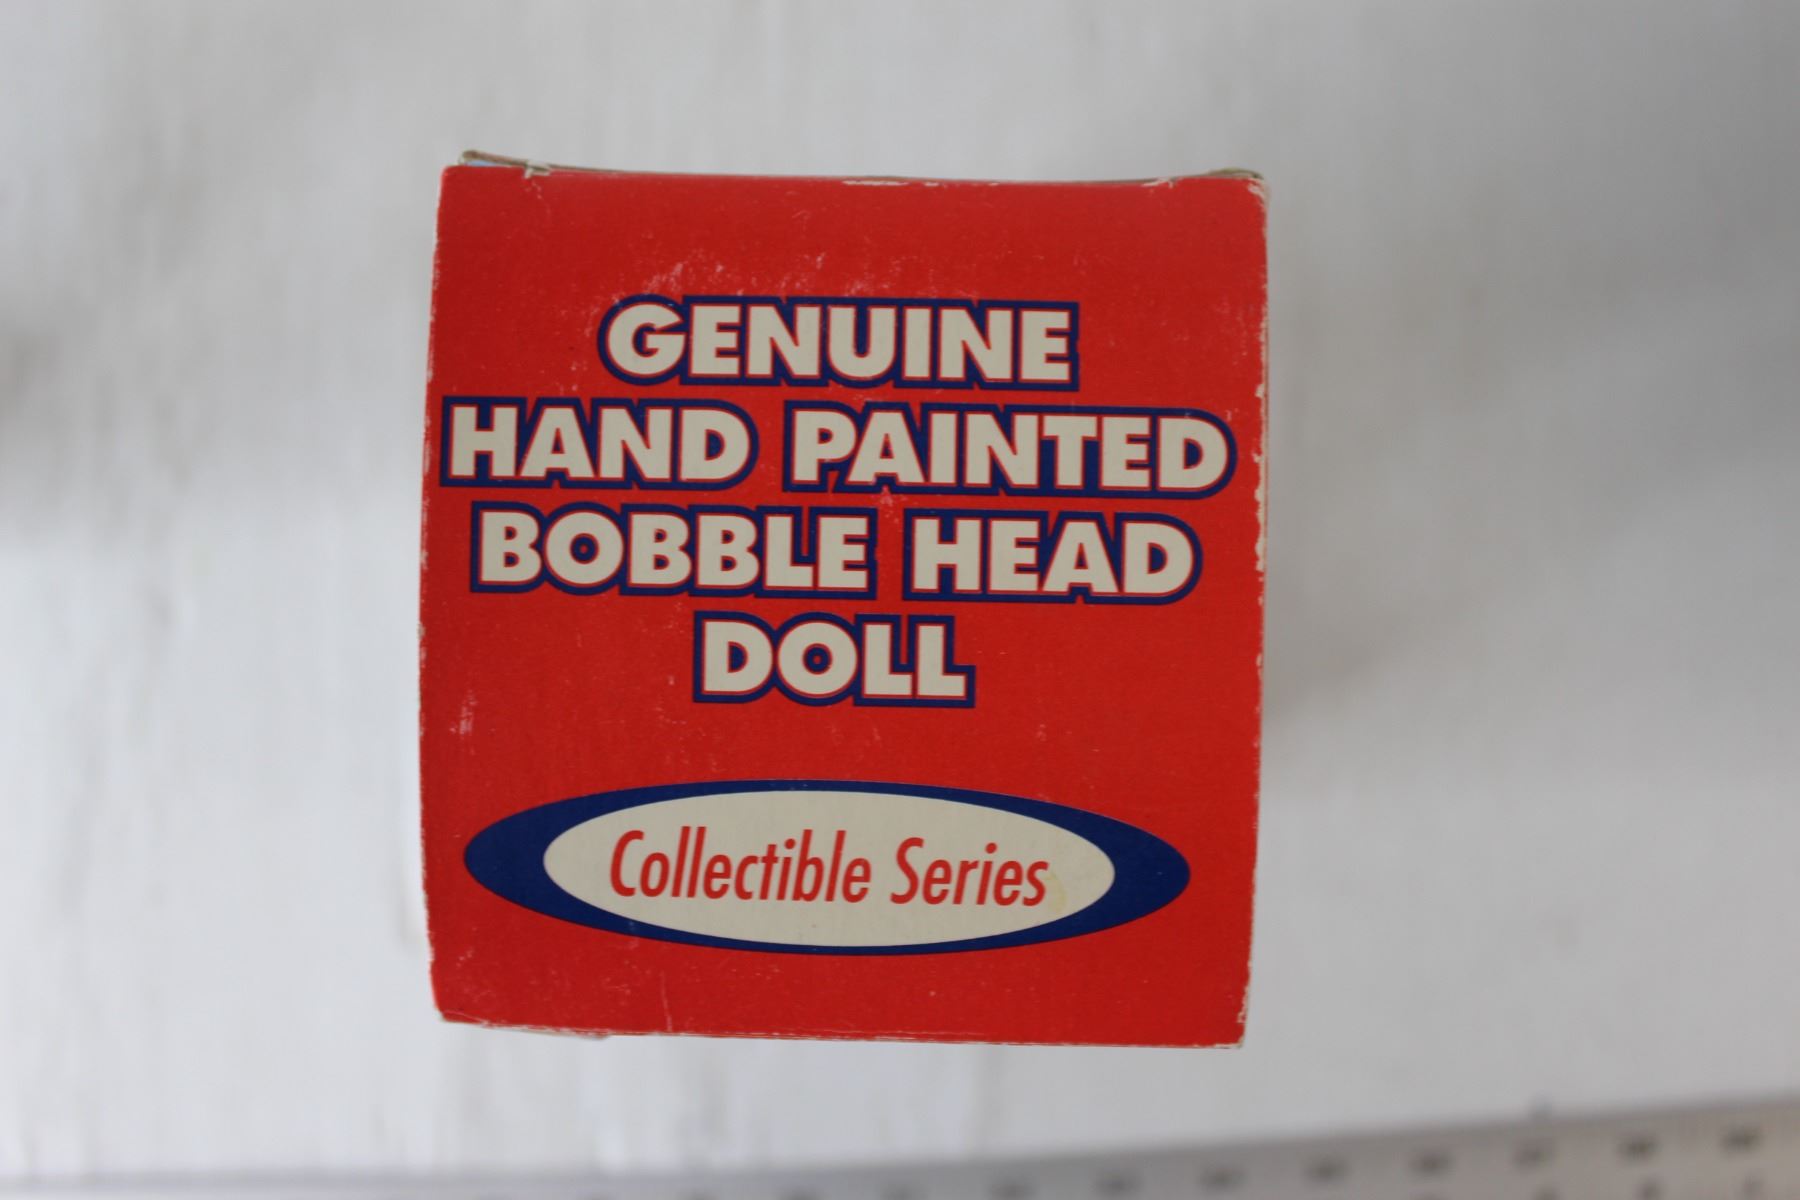 GENUINE
HAND PAINTED
BOBBLE HEAD
DOLL
Collectible Series